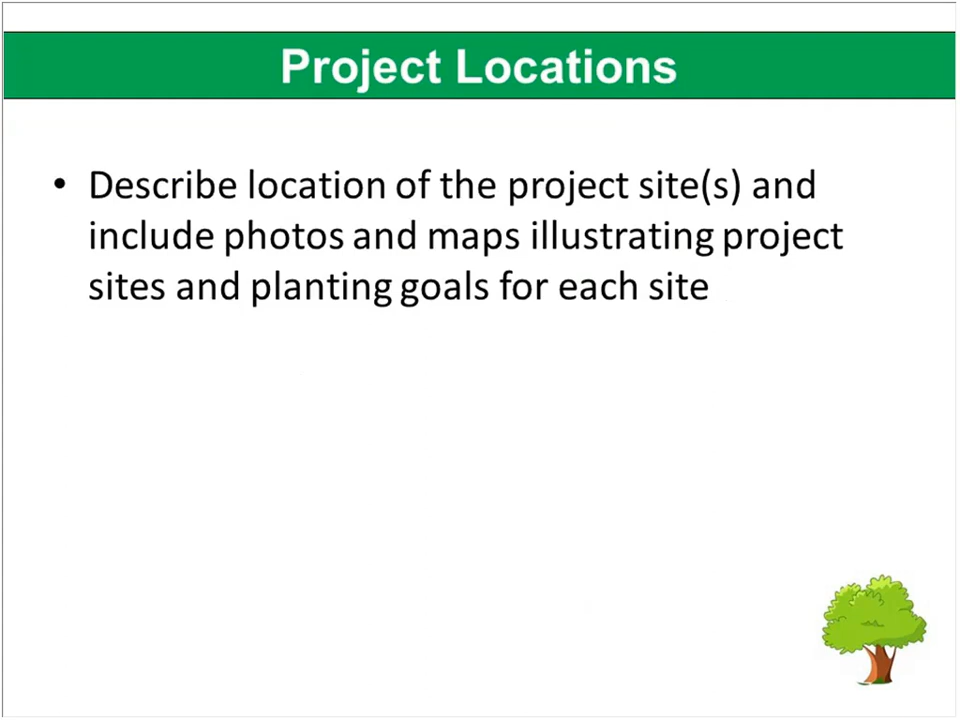 Project Locations
• Describe location of the project site(s) and
include photos and maps illustrating project
sites and planting goals for each site